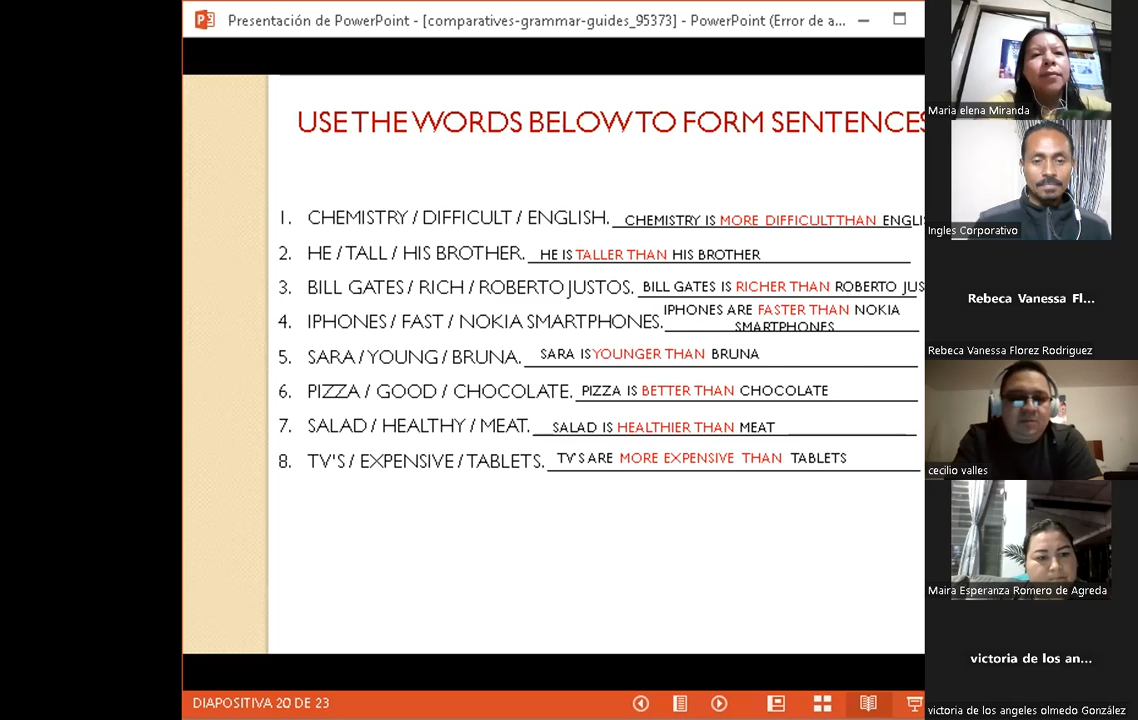 Presentación de PowerPoint - [comparatives-grammar-guides_95373] - PowerPoint (Error de a...
USE THE WORDS BELOW TO FORM SENTENCES
1. CHEMISTRY / DIFFICULT / ENGLISH. CHEMISTRY IS MORE DIFFICULT THAN ENGLI
2. HE / TALL / HIS BROTHER. HE IS TALLER THAN HIS BROTHER
3. BILL GATES / RICH / ROBERTO JUSTOS. BILL GATES IS RICHER THAN ROBERTO JUS
4. IPHONES / FAST / NOKIA SMARTPHONES. IPHONES ARE FASTER THAN NOKIA
SMARTPHONES
5. SARA / YOUNG / BRUNA. SARA IS YOUNGER THAN BRUNA
6. PIZZA / GOOD / CHOCOLATE. PIZZA IS BETTER THAN CHOCOLATE
7. SALAD / HEALTHY / MEAT. SALAD IS HEALTHIER THAN MEAT
8. TV'S / EXPENSIVE / TABLETS. TV'S ARE MORE EXPENSIVE THAN TABLETS
DIAPOSITIVA 20 DE 23
Maria elena Miranda
Ingles Corporativo
Rebeca Vanessa Fl...
Rebeca Vanessa Florez Rodriguez
cecilio valles
Maira Esperanza Romero de Agreda
victoria de los an...
victoria de los angeles olmedo González